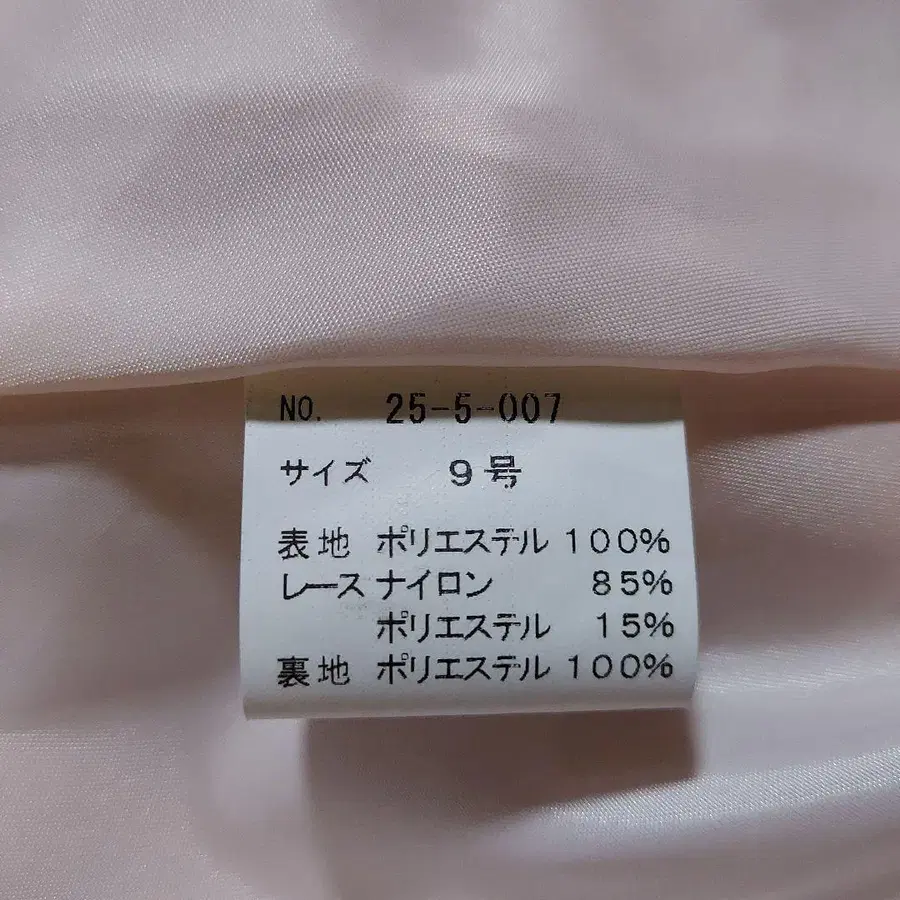 NO. 25-5-007
サイズ 9号
表地 ポリエステル 100%
レース ナイロン 85%
ポリエステル 15%
裏地 ポリエステル 100%